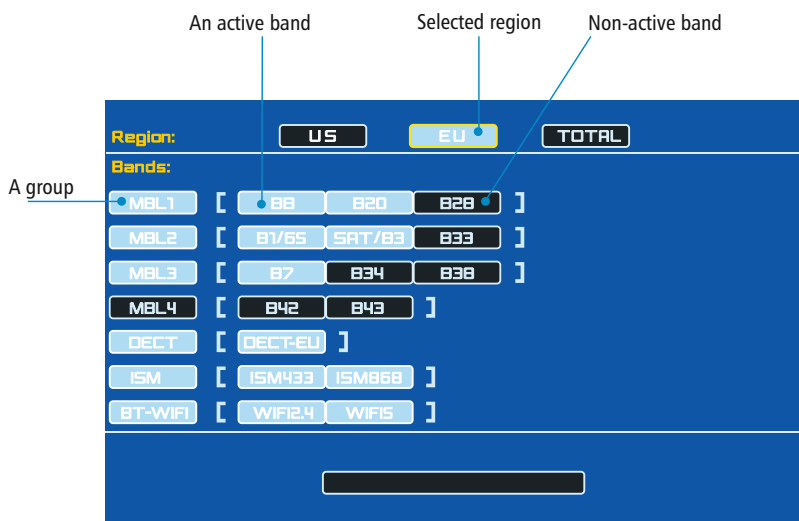 An active band Selected region Non-active band
Region: US EU TOTAL
Bands:
A group
MBL1 [ B8 B20 B28 ]
MBL2 [ B1/65 SAT/B3 B33 ]
MBL3 [ B7 B34 B38 ]
MBL4 [ B42 B43 ]
DECT [ DECT-EU ]
ISM [ ISM433 ISM868 ]
BT-WIFI [ WIFI2.4 WIFI5 ]